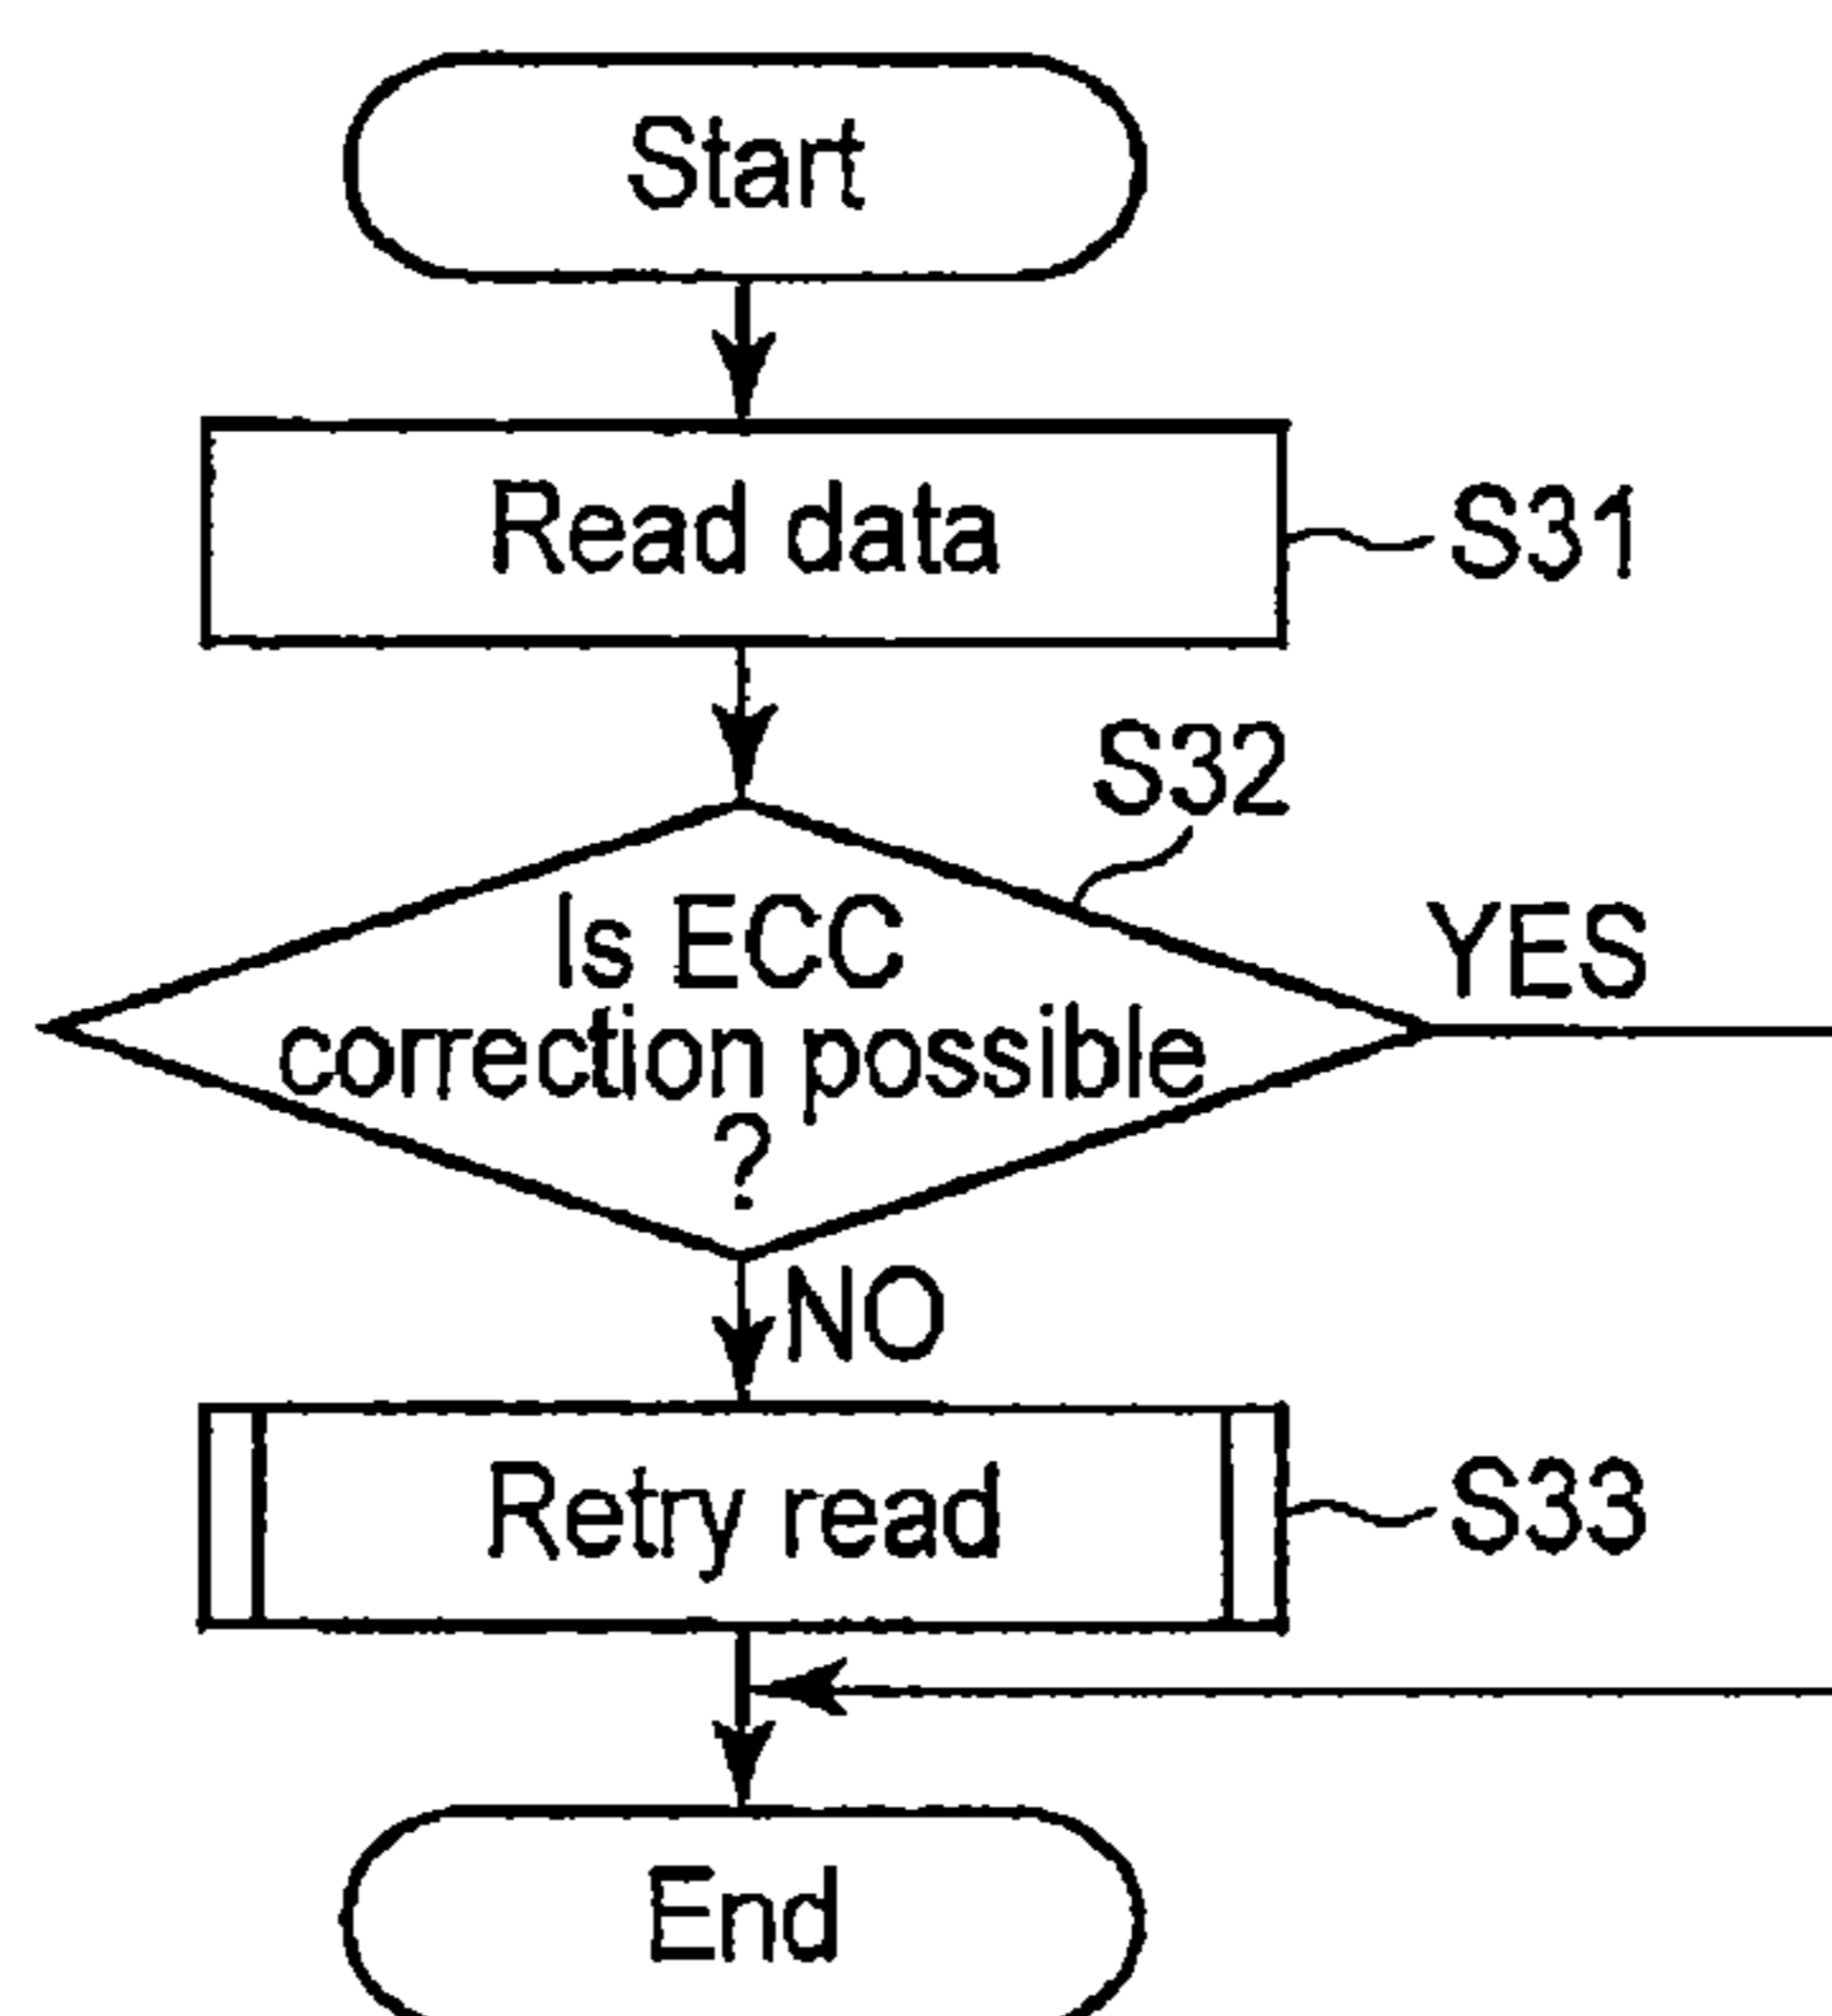 Start
Read data
S31
S32
Is ECC
correction possible
?
YES
NO
Retry read
S33
End